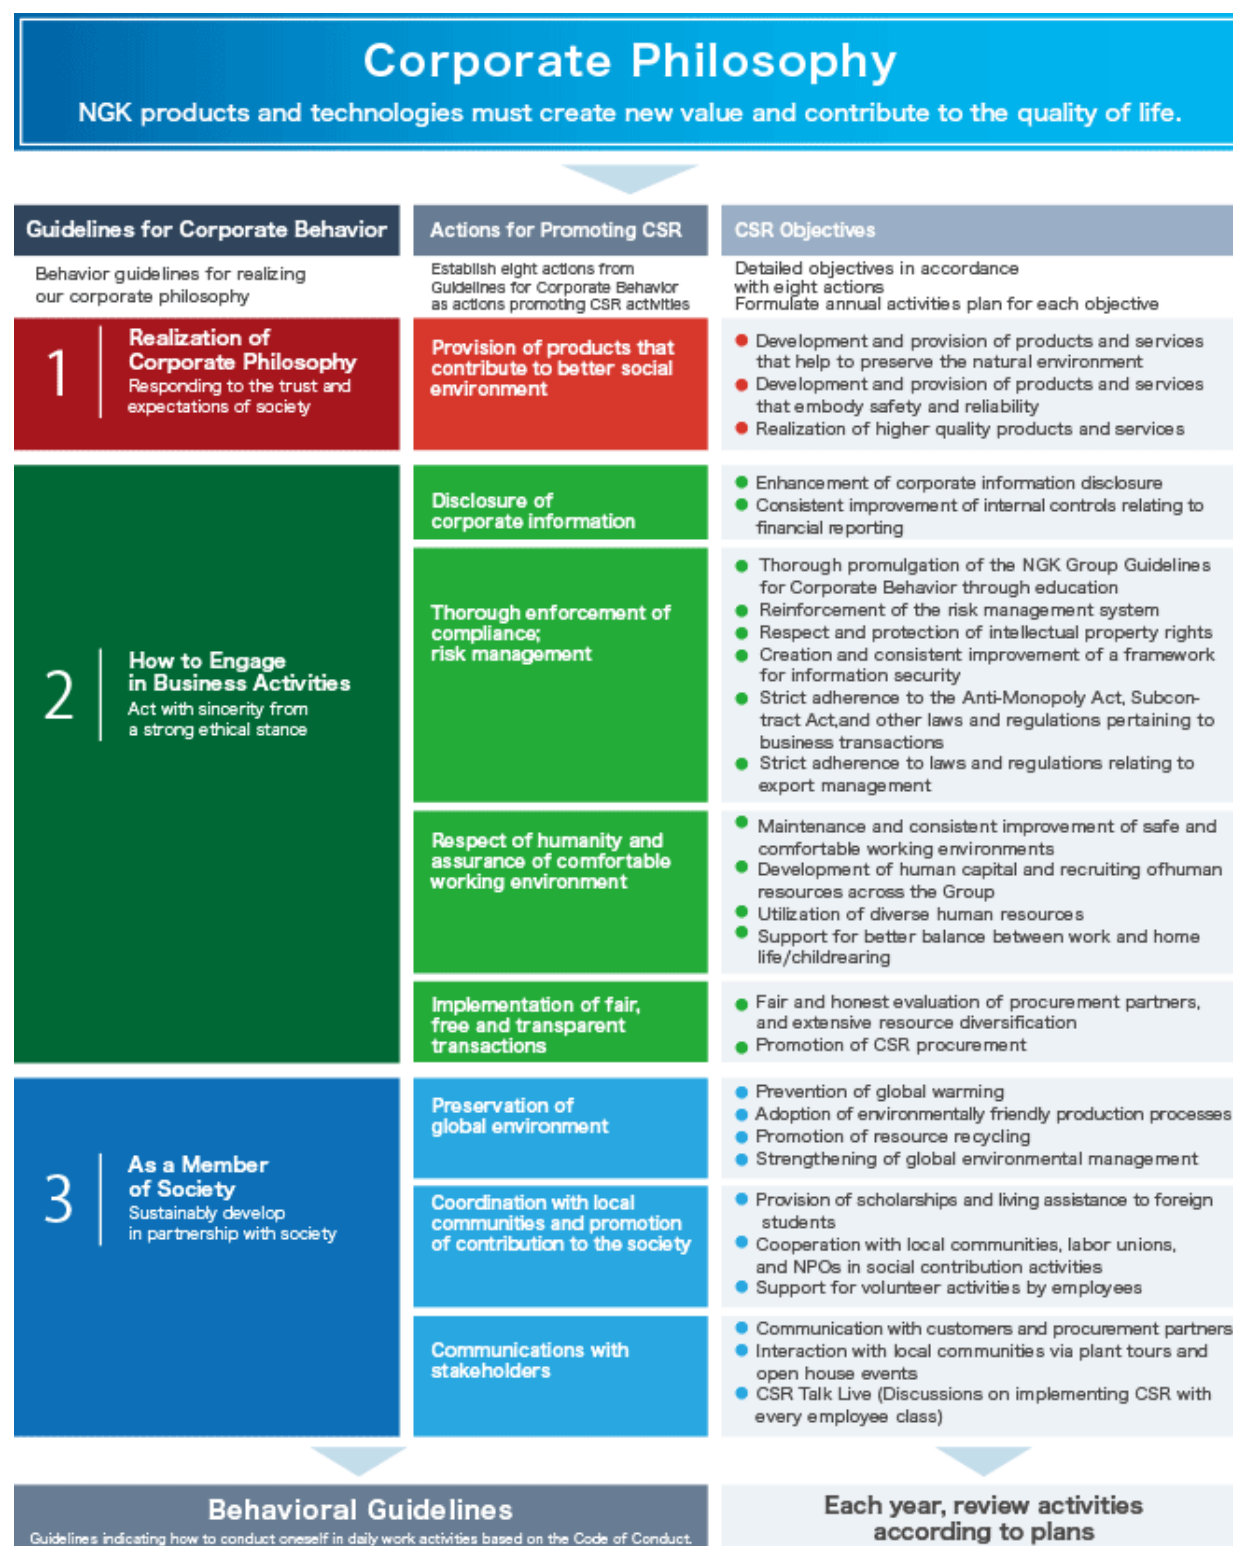 Corporate Philosophy
NGK products and technologies must create new value and contribute to the quality of life.
Guidelines for Corporate Behavior
Behavior guidelines for realizing
our corporate philosophy
Actions for Promoting CSR
Establish eight actions from
Guidelines for Corporate Behavior
as actions promoting CSR activities
CSR Objectives
Detailed objectives in accordance
with eight actions
Formulate annual activities plan for each objective
1
Realization of
Corporate Philosophy
Responding to the trust and
expectations of society
Provision of products that
contribute to better social
environment
Development and provision of products and services
that help to preserve the natural environment
Development and provision of products and services
that embody safety and reliability
Realization of higher quality products and services
2
How to Engage
in Business Activities
Act with sincerity from
a strong ethical stance
Disclosure of
corporate information
Enhancement of corporate information disclosure
Consistent improvement of internal controls relating to
financial reporting
Thorough enforcement of
compliance;
risk management
Thorough promulgation of the NGK Group Guidelines
for Corporate Behavior through education
Reinforcement of the risk management system
Respect and protection of intellectual property rights
Creation and consistent improvement of a framework
for information security
Strict adherence to the Anti-Monopoly Act, Subcon-
tract Act,and other laws and regulations pertaining to
business transactions
Strict adherence to laws and regulations relating to
export management
Respect of humanity and
assurance of comfortable
working environment
Maintenance and consistent improvement of safe and
comfortable working environments
Development of human capital and recruiting ofhuman
resources across the Group
Utilization of diverse human resources
Support for better balance between work and home
life/childrearing
Implementation of fair,
free and transparent
transactions
Fair and honest evaluation of procurement partners,
and extensive resource diversification
Promotion of CSR procurement
3
As a Member
of Society
Sustainably develop
in partnership with society
Preservation of
global environment
Prevention of global warming
Adoption of environmentally friendly production processes
Promotion of resource recycling
Strengthening of global environmental management
Coordination with local
communities and promotion
of contribution to the society
Provision of scholarships and living assistance to foreign
students
Cooperation with local communities, labor unions,
and NPOs in social contribution activities
Support for volunteer activities by employees
Communications with
stakeholders
Communication with customers and procurement partners
Interaction with local communities via plant tours and
open house events
CSR Talk Live (Discussions on implementing CSR with
every employee class)
Behavioral Guidelines
Guidelines indicating how to conduct oneself in daily work activities based on the Code of Conduct.
Each year, review activities
according to plans